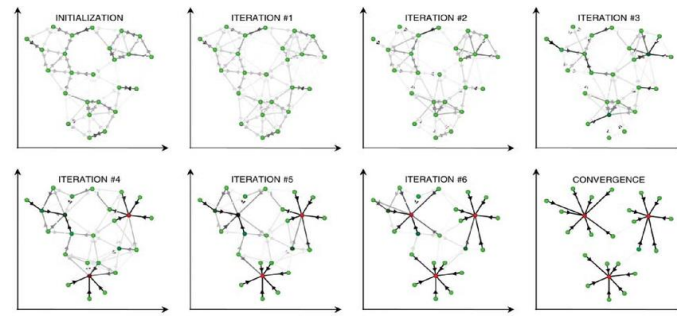 INITIALIZATION
ITERATION #1
ITERATION #2
ITERATION #3
ITERATION #4
ITERATION #5
ITERATION #6
CONVERGENCE